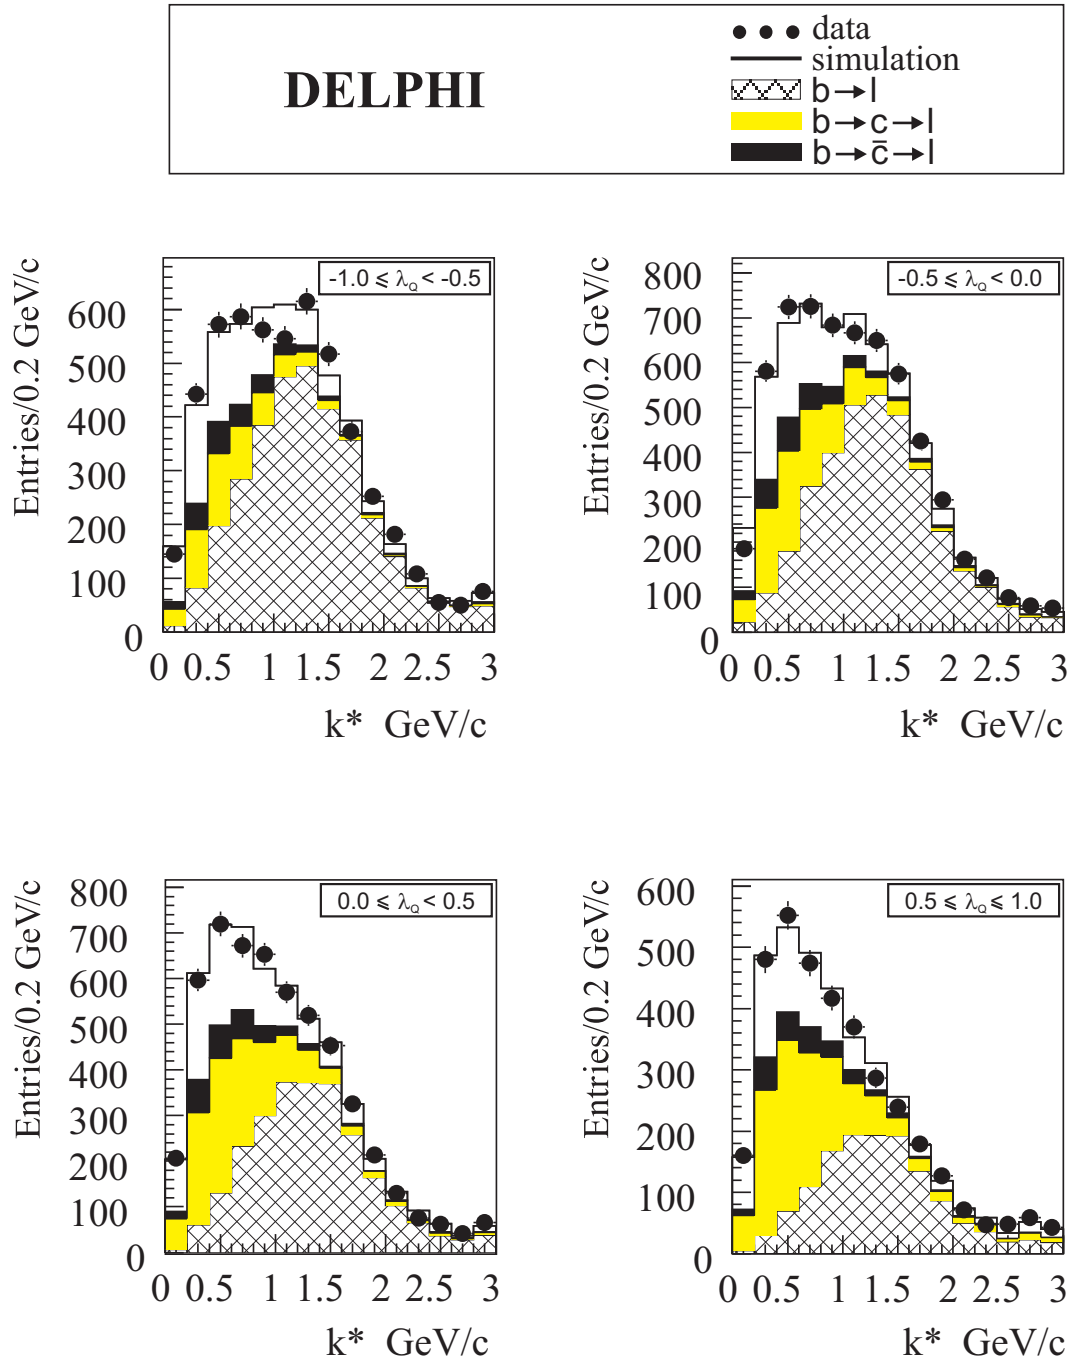 DELPHI
data
simulation
b→l
b→c→l
b→c̄→l
Entries/0.2 GeV/c
-1.0 ⩽ λQ < -0.5
600
500
400
300
200
100
0
0 0.5 1 1.5 2 2.5 3
k* GeV/c
Entries/0.2 GeV/c
-0.5 ⩽ λQ < 0.0
800
700
600
500
400
300
200
100
0
0 0.5 1 1.5 2 2.5 3
k* GeV/c
Entries/0.2 GeV/c
0.0 ⩽ λQ < 0.5
800
700
600
500
400
300
200
100
0
0 0.5 1 1.5 2 2.5 3
k* GeV/c
Entries/0.2 GeV/c
0.5 ⩽ λQ ⩽ 1.0
600
500
400
300
200
100
0
0 0.5 1 1.5 2 2.5 3
k* GeV/c